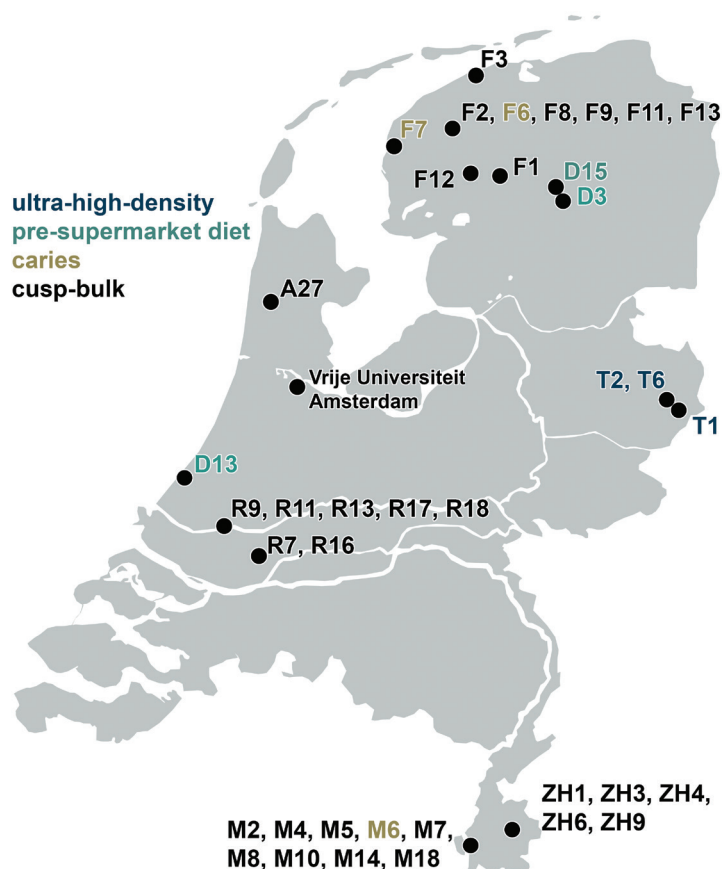 F3
F2, F6, F8, F9, F11, F13
F7
F12
F1
D15
D3
ultra-high-density
pre-supermarket diet
caries
cusp-bulk
A27
Vrije Universiteit
Amsterdam
T2, T6
T1
D13
R9, R11, R13, R17, R18
R7, R16
ZH1, ZH3, ZH4,
ZH6, ZH9
M2, M4, M5, M6, M7,
M8, M10, M14, M18